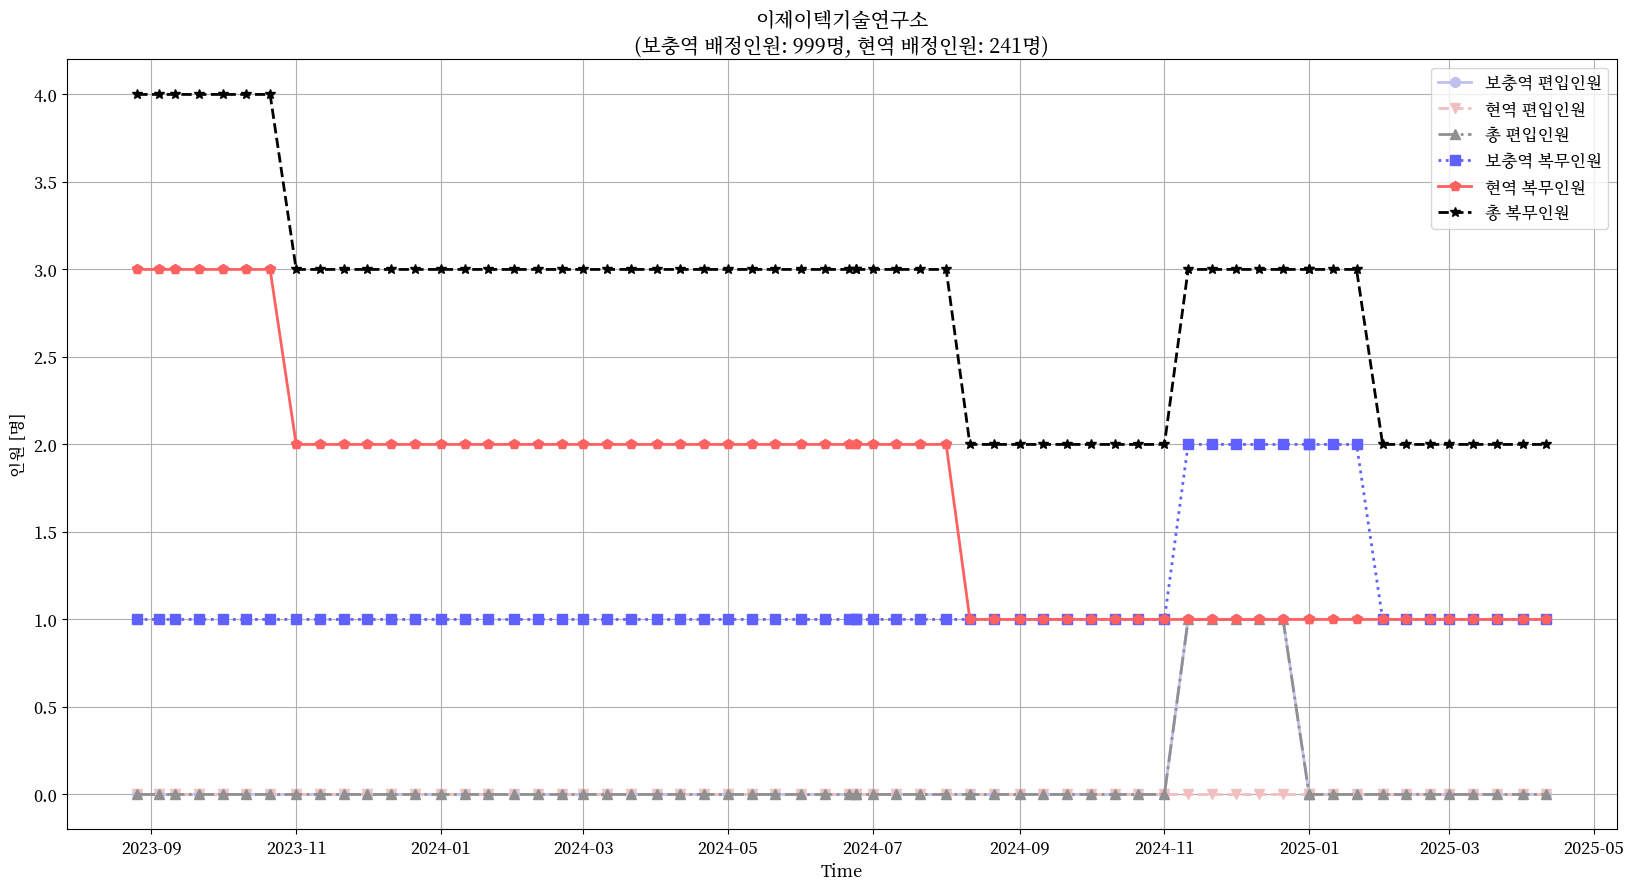 이제이텍기술연구소
(보충역 배정인원: 999명, 현역 배정인원: 241명)
보충역 편입인원
현역 편입인원
총 편입인원
보충역 복무인원
현역 복무인원
총 복무인원
인원 [명]
4.0
3.5
3.0
2.5
2.0
1.5
1.0
0.5
0.0
2023-09
2023-11
2024-01
2024-03
2024-05
2024-07
2024-09
2024-11
2025-01
2025-03
2025-05
Time